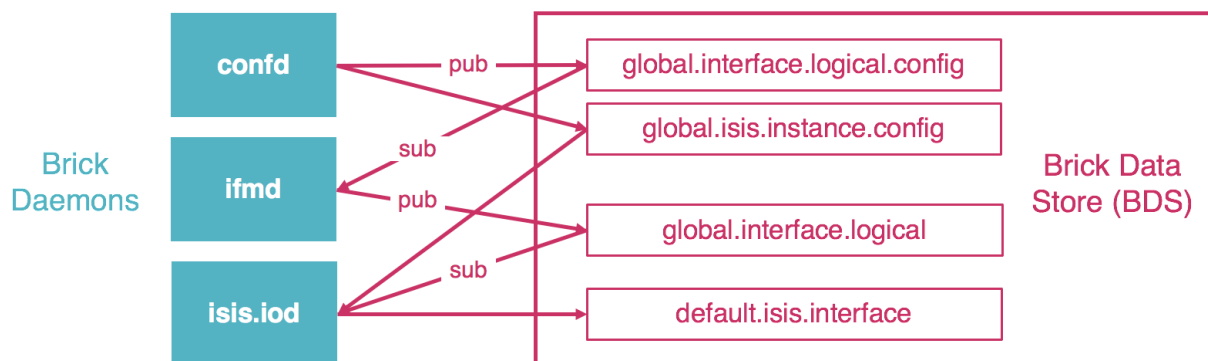 confd
pub
global.interface.logical.config
global.isis.instance.config
sub
Brick
Daemons
ifmd
pub
Brick Data
Store (BDS)
global.interface.logical
sub
isis.iod
default.isis.interface